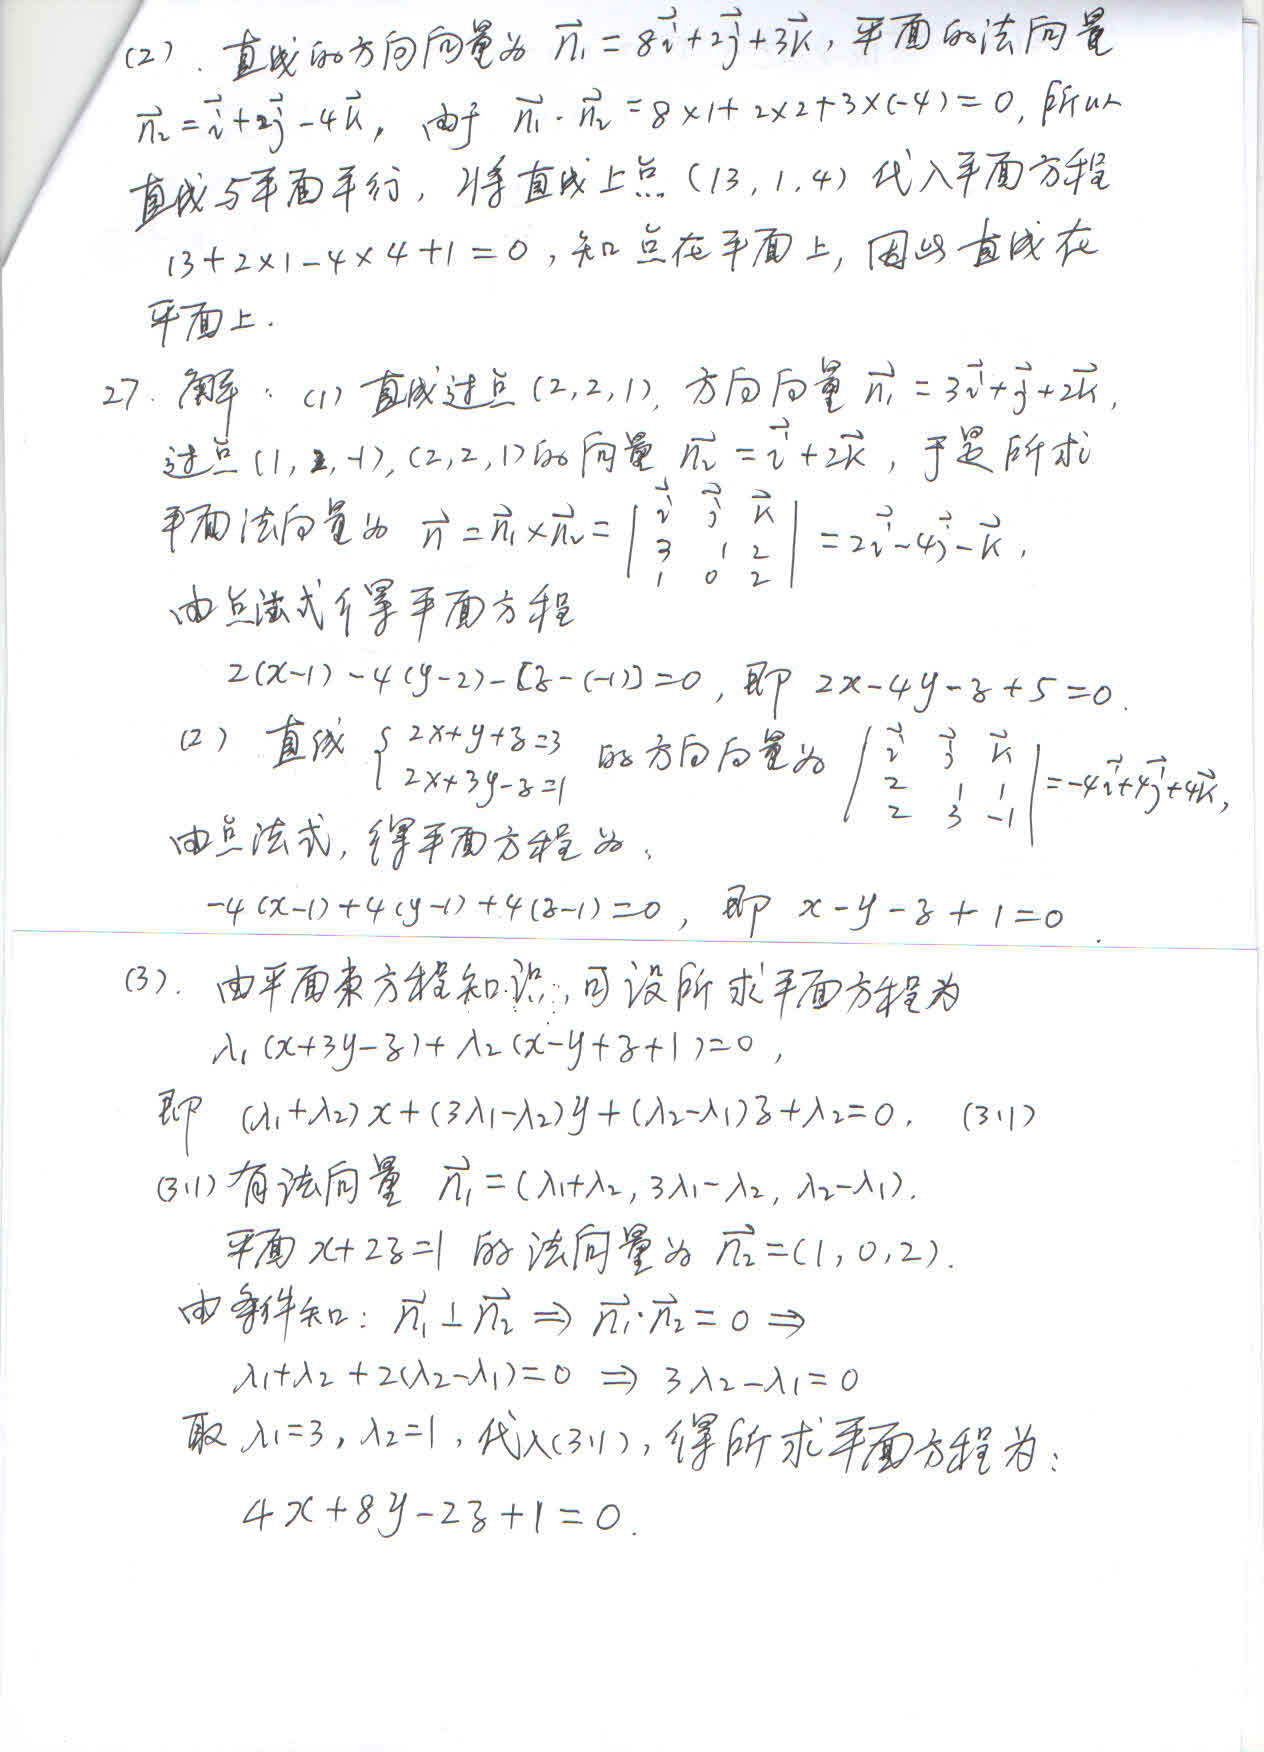 (2). 直线的方向向量为 n₁⃗ = 8i⃗+2j⃗+3k⃗, 平面的法向量
n₂⃗ = i⃗+2j⃗-4k⃗, 由于 n₁⃗·n₂⃗ = 8×1+2×2+3×(-4)=0, 所以
直线与平面平行, 将直线上点 (13,1,4) 代入平面方程
13+2×1-4×4+1=0, 知点在平面上, 因此直线在
平面上.
27. 解: (1) 直线过点(2,2,1), 方向向量 n₁⃗ = 3i⃗+j⃗+2k⃗,
过点(1,2,-1),(2,2,1)的向量 n₂⃗ = i⃗+2k⃗, 于是所求
平面法向量为 n⃗ = n₁⃗×n₂⃗ = |i⃗ j⃗ k⃗; 3 1 2; 1 0 2| = 2i⃗-4j⃗-k⃗,
由点法式得平面方程
2(x-1)-4(y-2)-[z-(-1)]=0, 即 2x-4y-z+5=0.
(2) 直线 {2x+y+z=3; 2x+3y-z=1 的方向向量为 |i⃗ j⃗ k⃗; 2 1 1; 2 3 -1| = -4i⃗+4j⃗+4k⃗,
由点法式, 得平面方程为,
-4(x-1)+4(y-1)+4(z-1)=0, 即 x-y-z+1=0.
(3). 由平面束方程知识, 可设所求平面方程为
λ₁(x+3y-z)+λ₂(x-y+z+1)=0,
即 (λ₁+λ₂)x+(3λ₁-λ₂)y+(λ₂-λ₁)z+λ₂=0. (3.1)
(3.1)有法向量 n₁⃗=(λ₁+λ₂, 3λ₁-λ₂, λ₂-λ₁).
平面 x+2z=1 的法向量为 n₂⃗=(1,0,2).
由条件知: n₁⃗⊥n₂⃗ ⇒ n₁⃗·n₂⃗=0 ⇒
λ₁+λ₂+2(λ₂-λ₁)=0 ⇒ 3λ₂-λ₁=0
取 λ₁=3, λ₂=1, 代入(3.1), 得所求平面方程为:
4x+8y-2z+1=0.